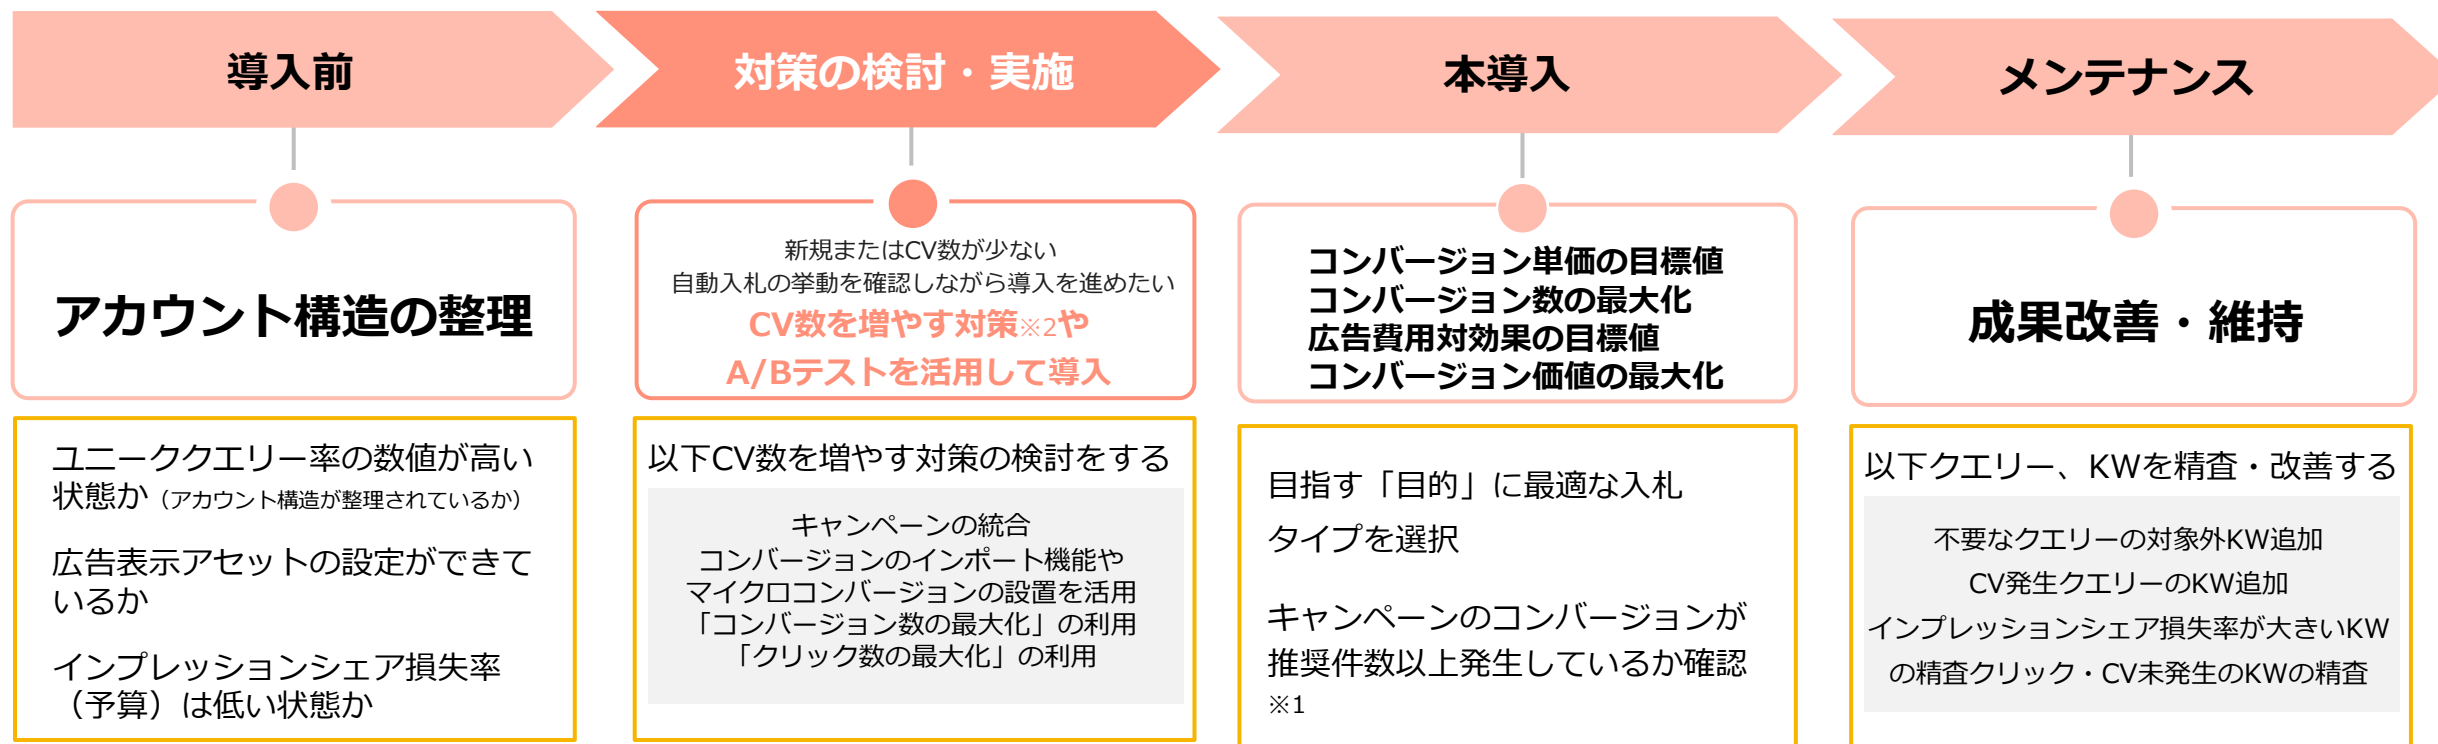 導入前
対策の検討・実施
本導入
メンテナンス
アカウント構造の整理
新規またはCV数が少ない
自動入札の挙動を確認しながら導入を進めたい
CV数を増やす対策※2や
A/Bテストを活用して導入
コンバージョン単価の目標値
コンバージョン数の最大化
広告費用対効果の目標値
コンバージョン価値の最大化
成果改善・維持
ユニーククエリー率の数値が高い
状態か（アカウント構造が整理されているか）
広告表示アセットの設定ができて
いるか
インプレッションシェア損失率
（予算）は低い状態か
以下CV数を増やす対策の検討をする
キャンペーンの統合
コンバージョンのインポート機能や
マイクロコンバージョンの設置を活用
「コンバージョン数の最大化」の利用
「クリック数の最大化」の利用
目指す「目的」に最適な入札
タイプを選択
キャンペーンのコンバージョンが
推奨件数以上発生しているか確認
※1
以下クエリー、KWを精査・改善する
不要なクエリーの対象外KW追加
CV発生クエリーのKW追加
インプレッションシェア損失率が大きいKW
の精査クリック・CV未発生のKWの精査